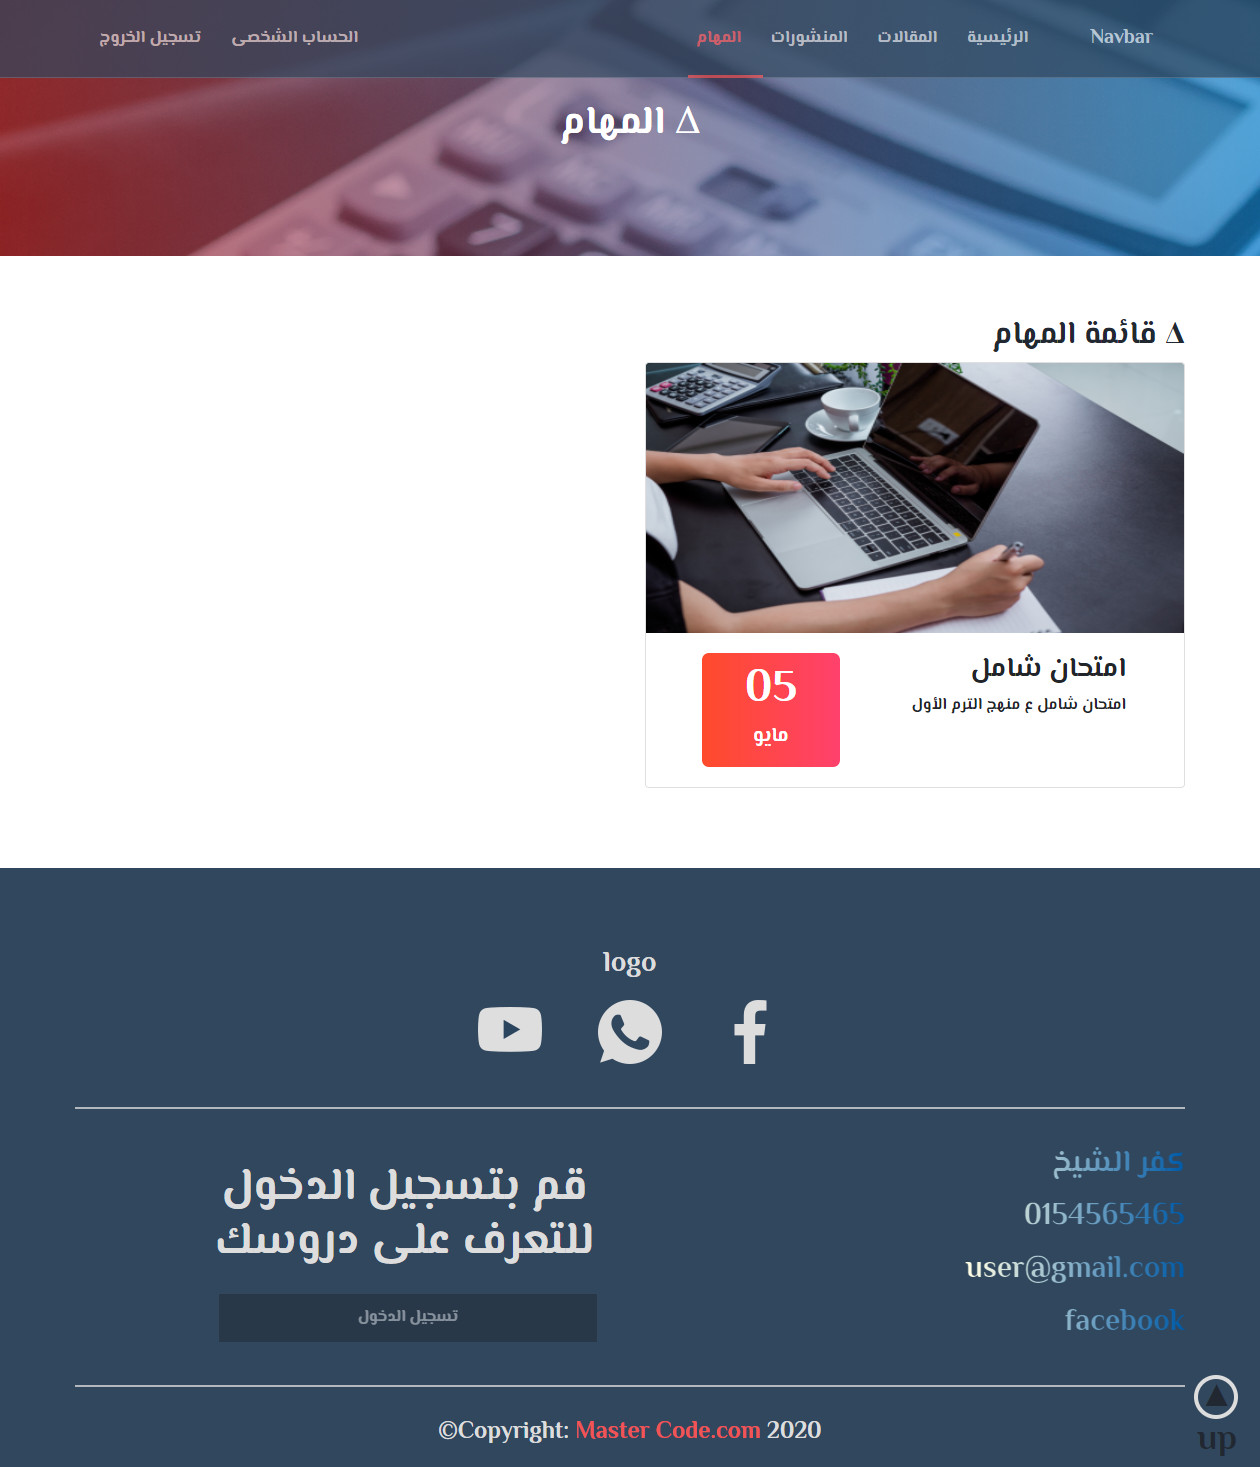 Navbar
الرئيسية
المقالات
المنشورات
المهام
الحساب الشخصى
تسجيل الخروج
∆ المهام
∆ قائمة المهام
امتحان شامل
امتحان شامل ع منهج الترم الأول
05
مايو
logo
كفر الشيخ
0154565465
user@gmail.com
facebook
قم بتسجيل الدخول
للتعرف على دروسك
تسجيل الدخول
©Copyright: Master Code.com 2020
up